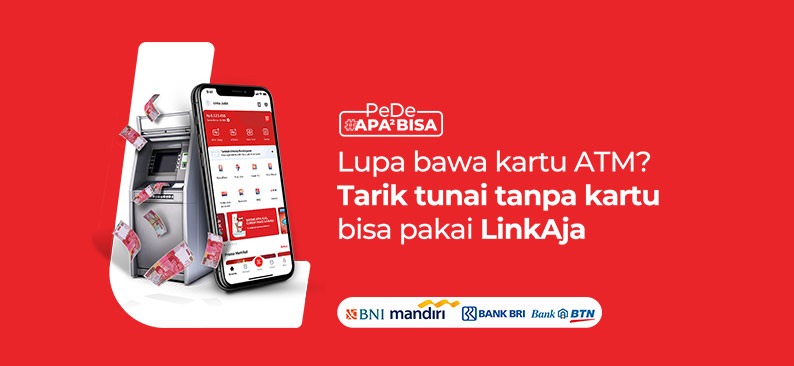 PeDe
#APA²BISA
Lupa bawa kartu ATM?
Tarik tunai tanpa kartu
bisa pakai LinkAja
BNI mandiri BANK BRI Bank BTN